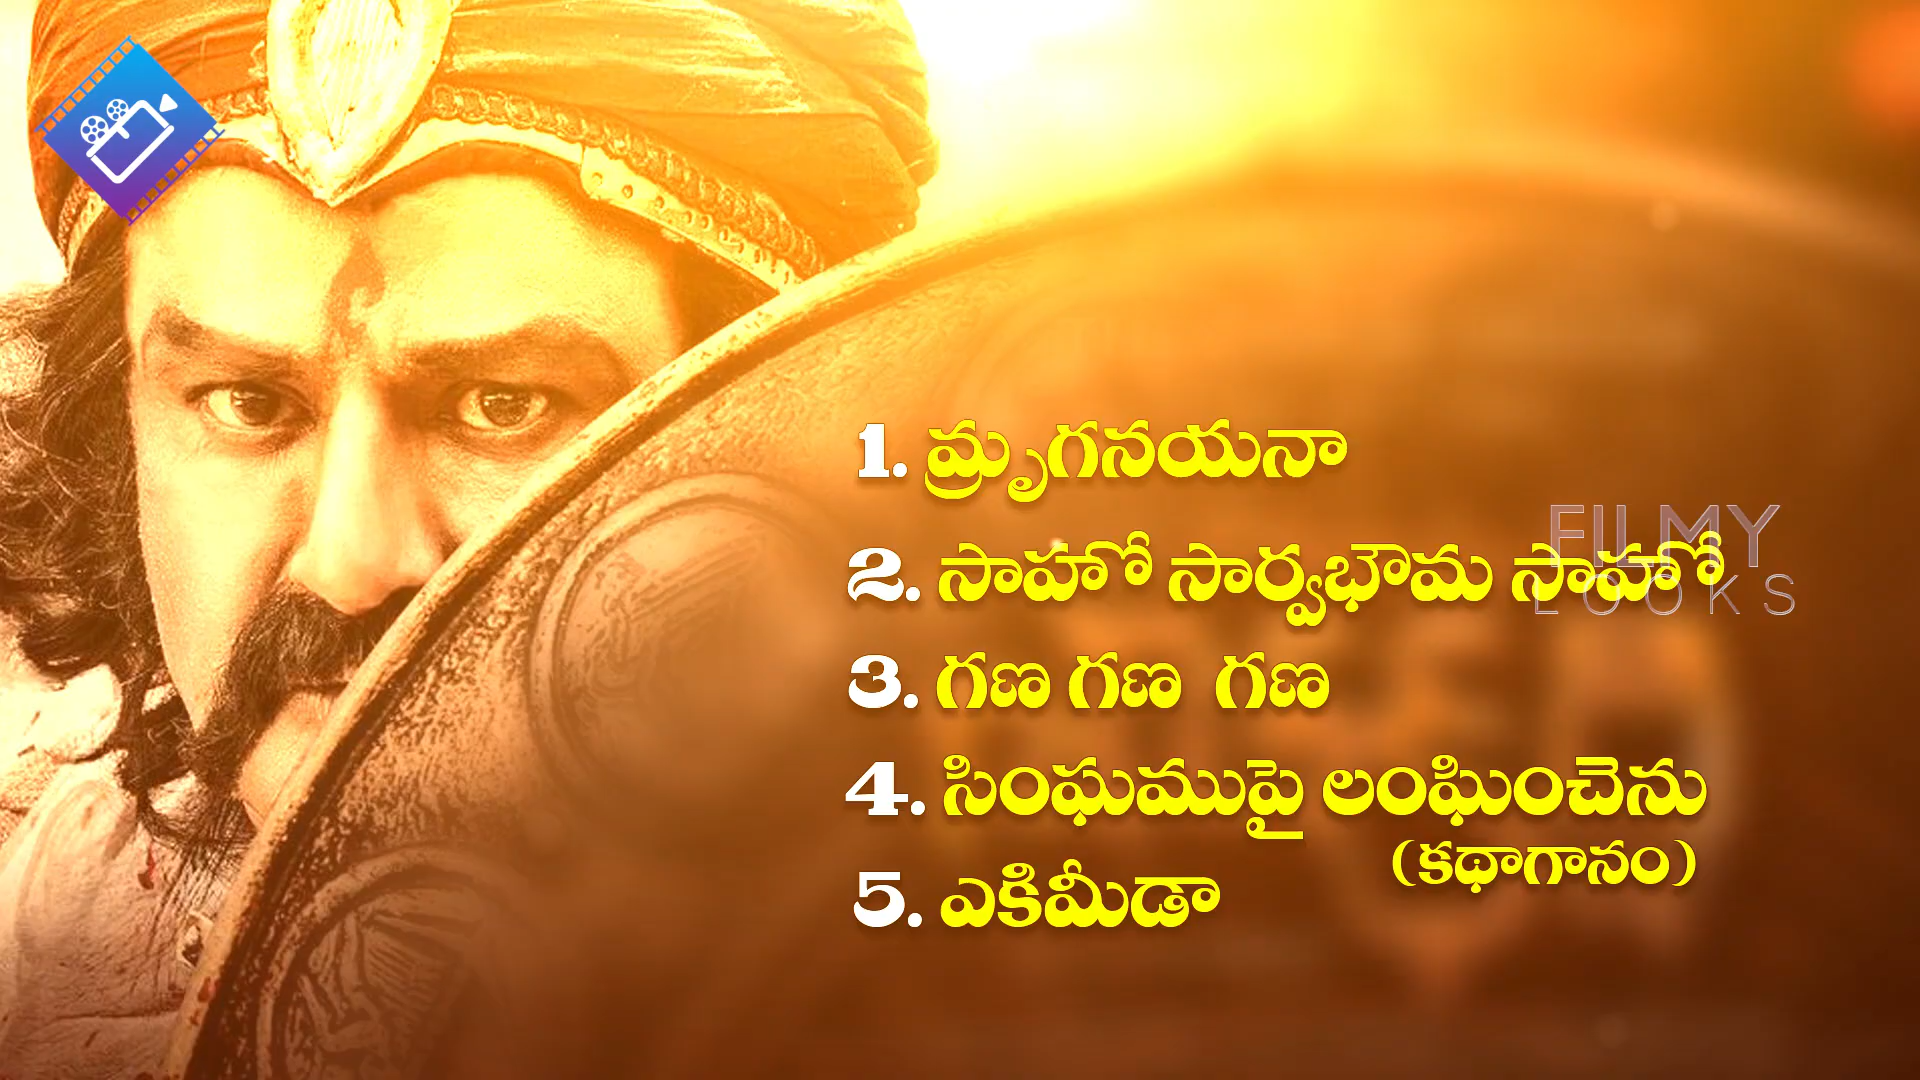 1. మ్రృగనయనా
FILMY
LOOKS
2. సాహో సార్వభౌమ సాహో
3. గణ గణ గణ
4. సింఘముపై లంఘించెను
(కథాగానం)
5. ఎకిమీడా